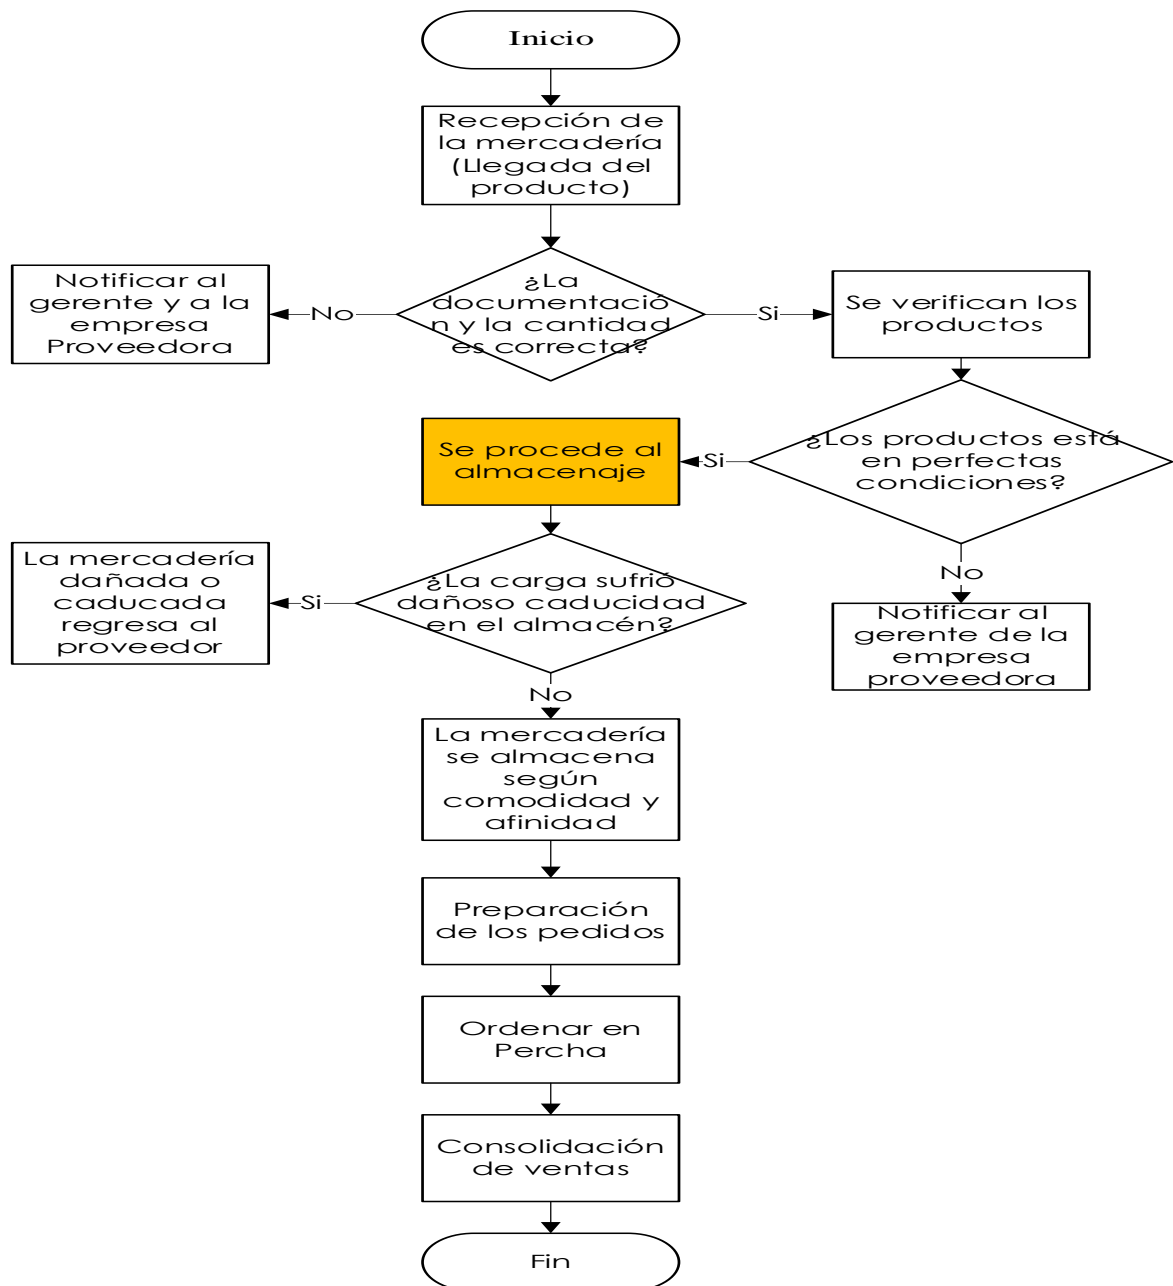 Inicio
Recepción de
la mercadería
(Llegada del
producto)
¿La
documentació
n y la cantidad
es correcta?
No
Notificar al
gerente y a la
empresa
Proveedora
Si
Se verifican los
productos
¿Los productos está
en perfectas
condiciones?
Si
No
Notificar al
gerente de la
empresa
proveedora
Se procede al
almacenaje
¿La carga sufrió
dañoso caducidad
en el almacén?
Si
La mercadería
dañada o
caducada
regresa al
proveedor
No
La mercadería
se almacena
según
comodidad y
afinidad
Preparación
de los pedidos
Ordenar en
Percha
Consolidación
de ventas
Fin